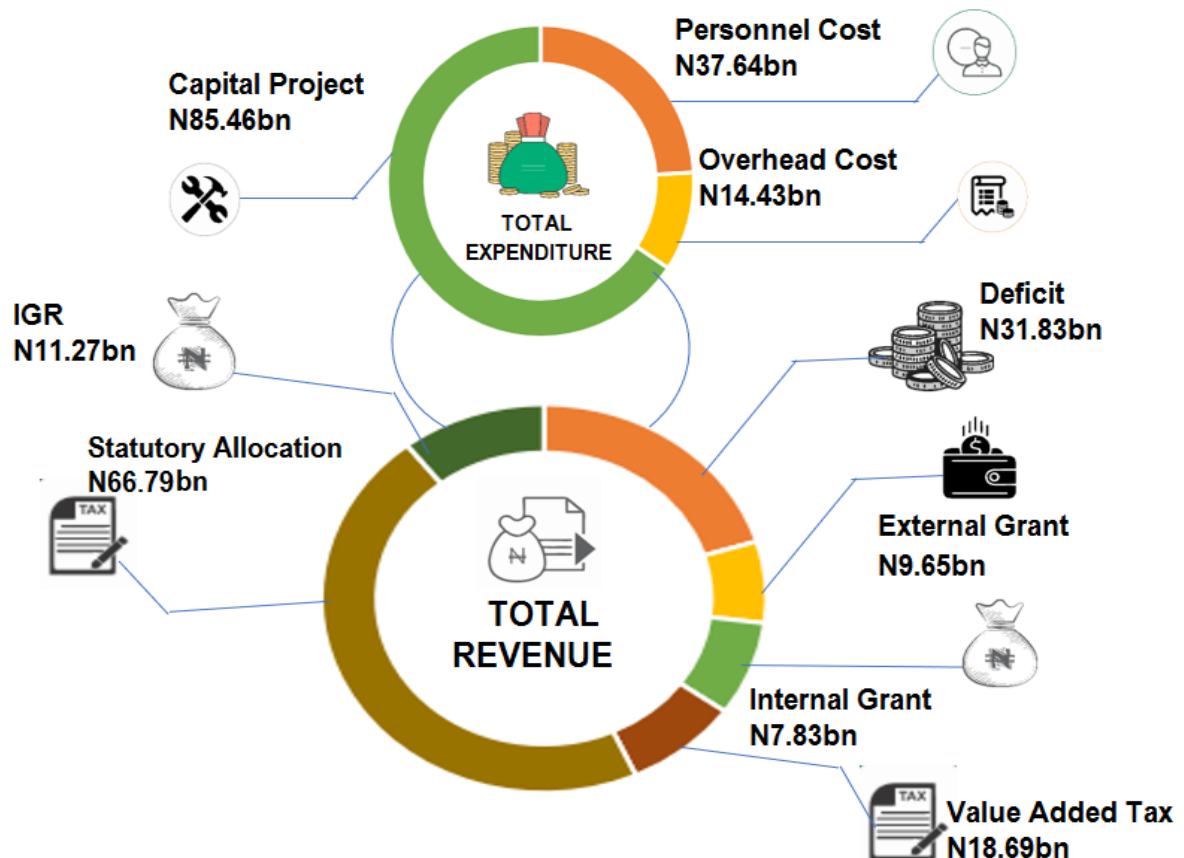 Personnel Cost
N37.64bn
Capital Project
N85.46bn
Overhead Cost
N14.43bn
TOTAL
EXPENDITURE
Deficit
N31.83bn
IGR
N11.27bn
N
Statutory Allocation
N66.79bn
TAX
$
External Grant
N9.65bn
N
TOTAL
REVENUE
N
Internal Grant
N7.83bn
TAX
Value Added Tax
N18.69bn